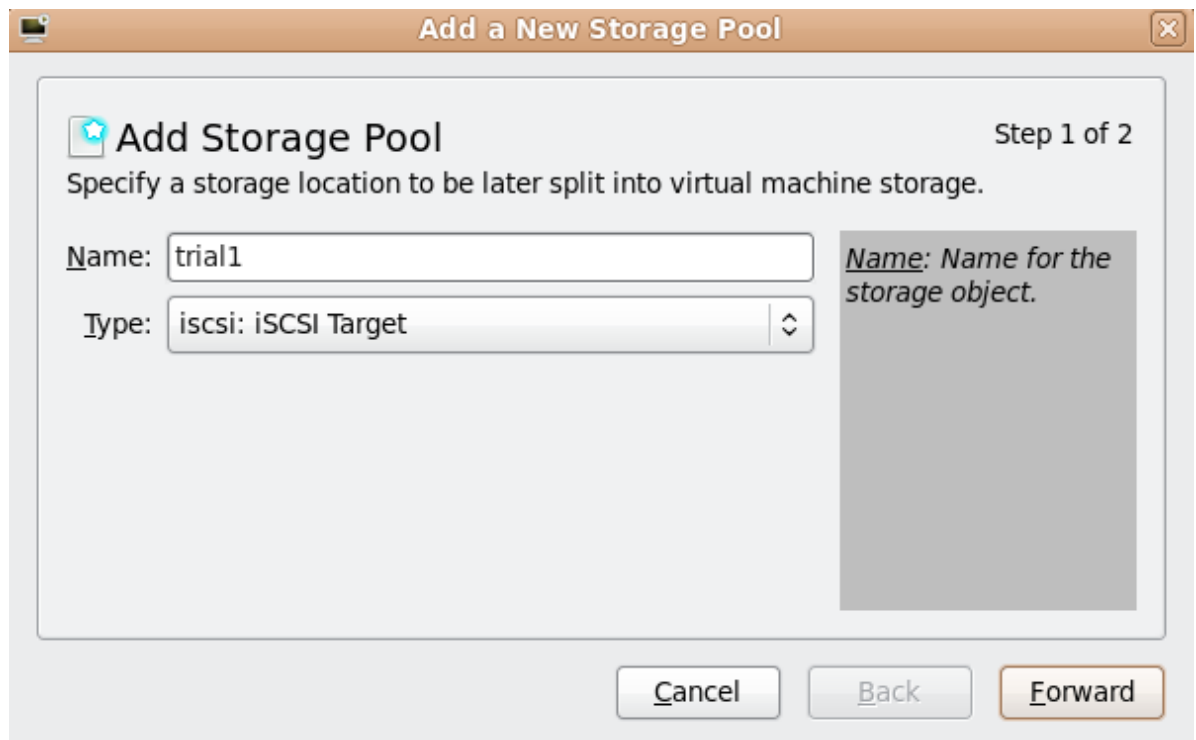 Add a New Storage Pool
Add Storage Pool
Step 1 of 2
Specify a storage location to be later split into virtual machine storage.
Name: trial1
Type: iscsi: iSCSI Target
Name: Name for the
storage object.
Cancel
Back
Forward